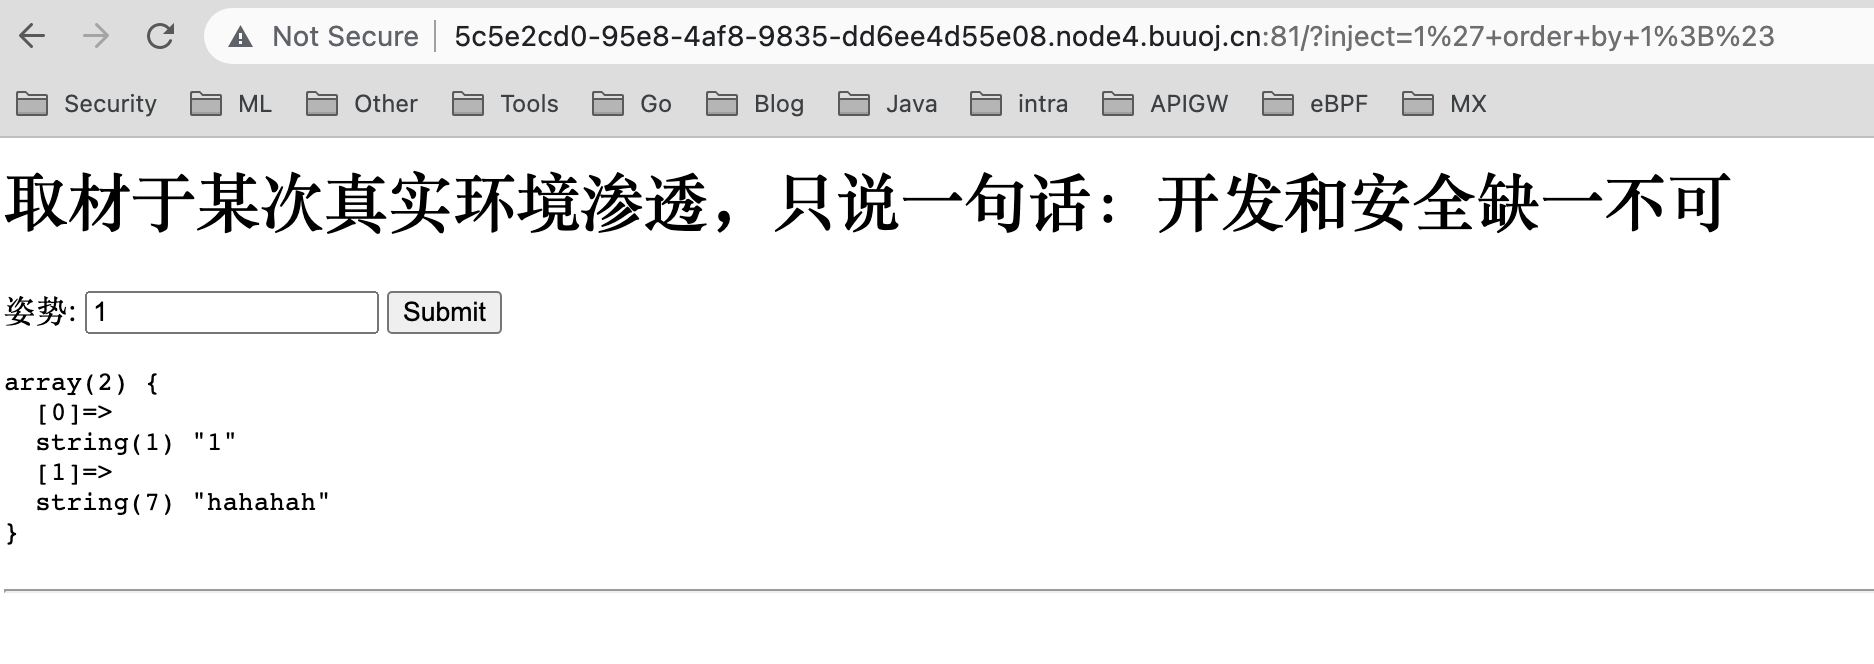 Not Secure 5c5e2cd0-95e8-4af8-9835-dd6ee4d55e08.node4.buuoj.cn:81/?inject=1%27+order+by+1%3B%23
Security ML Other Tools Go Blog Java intra APIGW eBPF MX
取材于某次真实环境渗透，只说一句话：开发和安全缺一不可
姿势: 1 Submit
array(2) {
  [0]=>
  string(1) "1"
  [1]=>
  string(7) "hahahah"
}